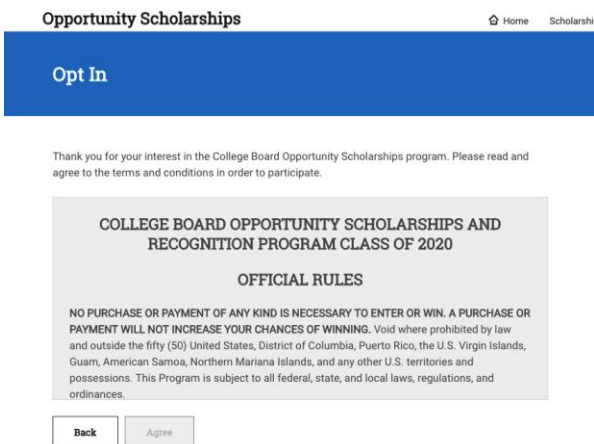 Opportunity Scholarships
Home
Opt In
Thank you for your interest in the College Board Opportunity Scholarships program. Please read and
agree to the terms and conditions in order to participate.
COLLEGE BOARD OPPORTUNITY SCHOLARSHIPS AND
RECOGNITION PROGRAM CLASS OF 2020
OFFICIAL RULES
NO PURCHASE OR PAYMENT OF ANY KIND IS NECESSARY TO ENTER OR WIN. A PURCHASE OR
PAYMENT WILL NOT INCREASE YOUR CHANCES OF WINNING. Void where prohibited by law
and outside the fifty (50) United States, District of Columbia, Puerto Rico, the U.S. Virgin Islands,
Guam, American Samoa, Northern Mariana Islands, and any other U.S. territories and
possessions. This Program is subject to all federal, state, and local laws, regulations, and
ordinances.
Back Agree